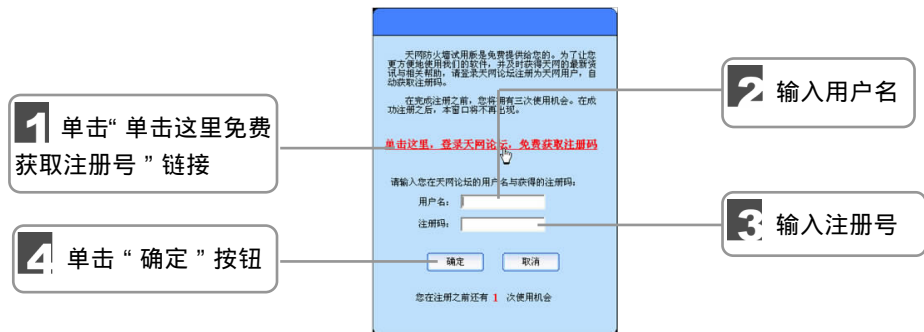 天网防火墙试用版是免费提供给您的。为了让您
更方便地使用我们的软件，并及时获得天网的最新资
讯与相关帮助，请登录天网论坛注册为天网用户，自
动获取注册码。
在完成注册之前，您将拥有三次使用机会。在成
功注册之后，本窗口将不再出现。
单击这里，登录天网论坛，免费获取注册码
请输入您在天网论坛的用户名与获得的注册码：
用户名：
注册码：
确定 取消
您在注册之前还有 1 次使用机会
1 单击“单击这里免费
获取注册号”链接
2 输入用户名
3 输入注册号
4 单击“确定”按钮